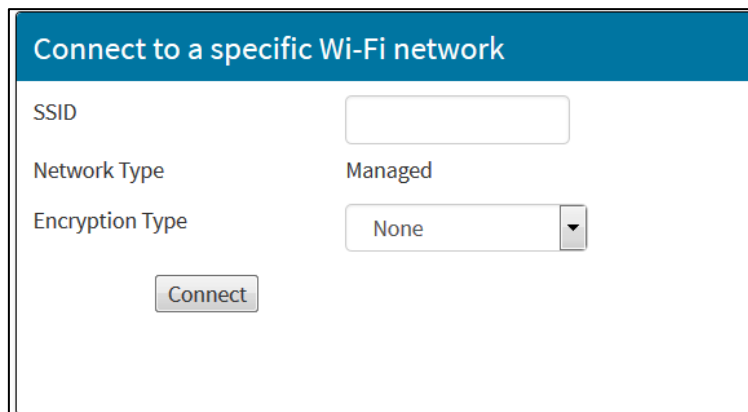 Connect to a specific Wi-Fi network
SSID
Network Type Managed
Encryption Type None
Connect